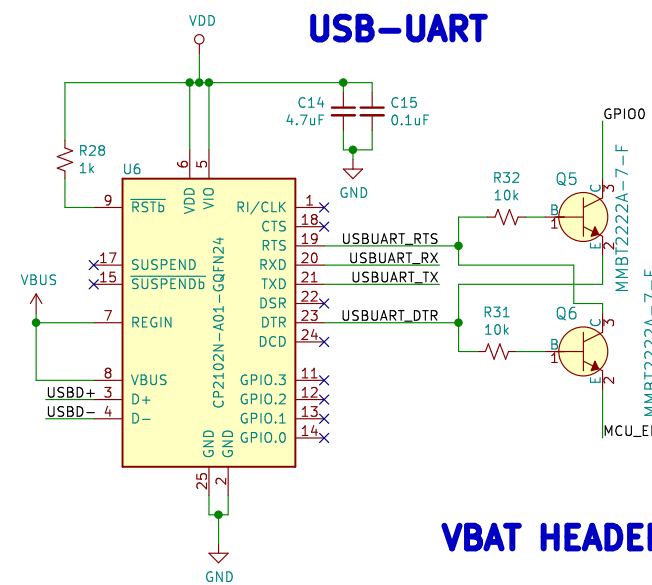 VDD
USB-UART
C14
4.7uF
C15
0.1uF
GND
GPIO0
R28
1k
U6
6
5
VDD
VIO
9
RSTb
17
SUSPEND
15
SUSPENDb
VBUS
7
REGIN
8
VBUS
USBD+
3
D+
USBD-
4
D-
CP2102N-A01-GQFN24
RI/CLK
1
CTS
18
RTS
19
USBUART_RTS
RXD
20
USBUART_RX
TXD
21
USBUART_TX
DSR
22
DTR
23
USBUART_DTR
DCD
24
GPIO.3
11
GPIO.2
12
GPIO.1
13
GPIO.0
14
GND
GND
25
2
GND
R32
10k
Q5
B
1
C
3
E
2
MMBT2222A-7-F
R31
10k
Q6
B
1
C
3
E
2
MMBT2222A-7-F
VBAT